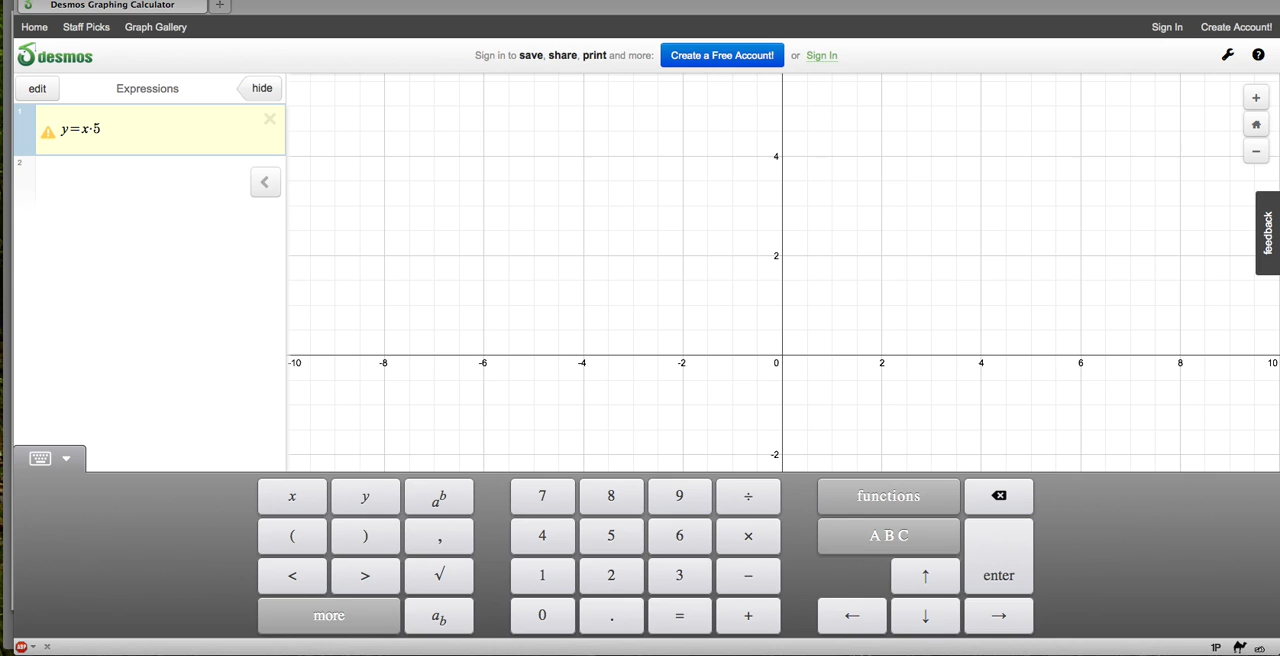 Desmos Graphing Calculator
+
Home Staff Picks Graph Gallery Sign In Create Account!
desmos Sign in to save, share, print and more: Create a Free Account! or Sign In
edit Expressions hide
1
y=x·5
2
+
−
feedback
4
2
-10 -8 -6 -4 -2 0 2 4 6 8 10
-2
x y a^b 7 8 9 ÷ functions
( ) , 4 5 6 × A B C
< > √ 1 2 3 − ↑ enter
more a_b 0 . = + ← ↓ →
ABP 1P